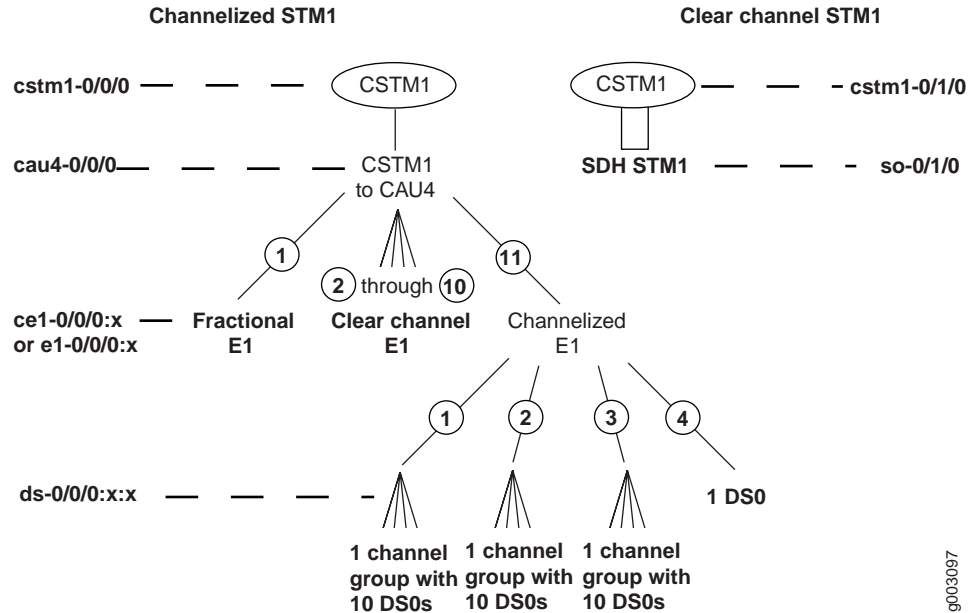 Channelized STM1
Clear channel STM1
cstm1-0/0/0
CSTM1
CSTM1
cstm1-0/1/0
cau4-0/0/0
CSTM1
to CAU4
SDH STM1
so-0/1/0
1
11
2 through 10
ce1-0/0/0:x
or e1-0/0/0:x
Fractional
E1
Clear channel
E1
Channelized
E1
1
2
3
4
ds-0/0/0:x:x
1 DS0
1 channel
group with
10 DS0s
1 channel
group with
10 DS0s
1 channel
group with
10 DS0s
g003097